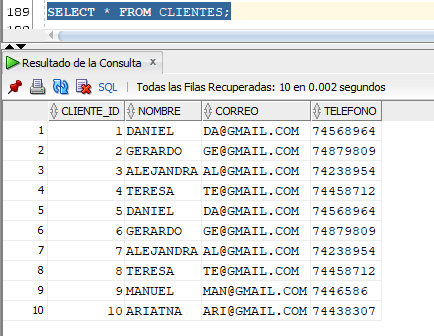 189 SELECT * FROM CLIENTES;
190
Resultado de la Consulta x
SQL | Todas las Filas Recuperadas: 10 en 0.002 segundos
CLIENTE_ID NOMBRE CORREO TELEFONO
1 1 DANIEL DA@GMAIL.COM 74568964
2 2 GERARDO GE@GMAIL.COM 74879809
3 3 ALEJANDRA AL@GMAIL.COM 74238954
4 4 TERESA TE@GMAIL.COM 74458712
5 5 DANIEL DA@GMAIL.COM 74568964
6 6 GERARDO GE@GMAIL.COM 74879809
7 7 ALEJANDRA AL@GMAIL.COM 74238954
8 8 TERESA TE@GMAIL.COM 74458712
9 9 MANUEL MAN@GMAIL.COM 7446586
10 10 ARIATNA ARI@GMAIL.COM 74438307